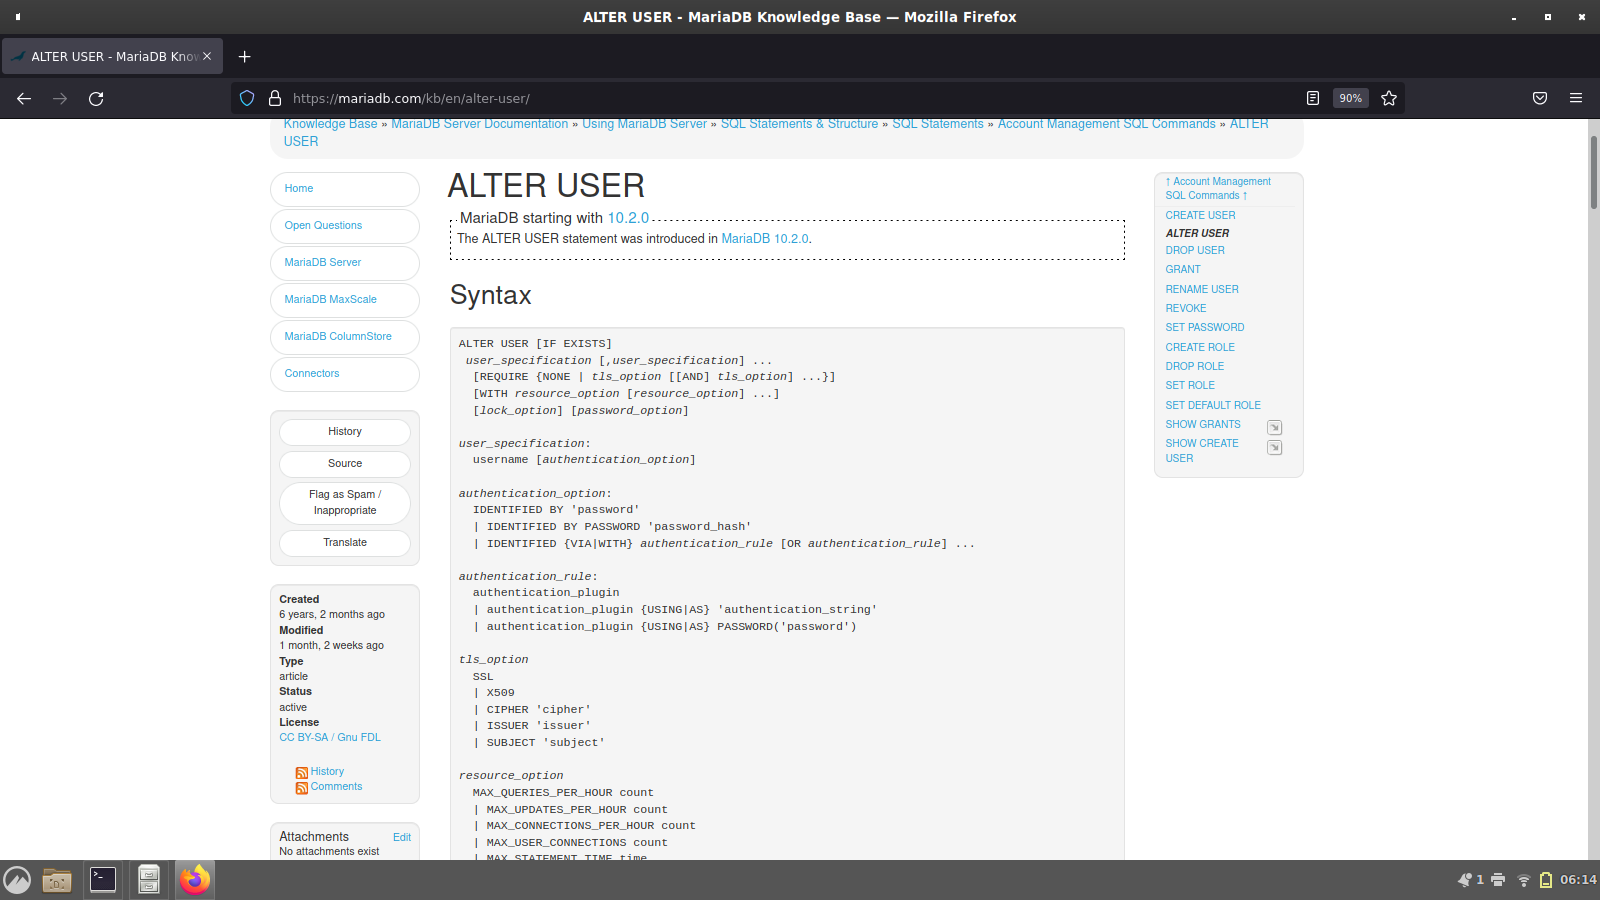 ALTER USER - MariaDB Knowledge Base — Mozilla Firefox
ALTER USER - MariaDB Know
https://mariadb.com/kb/en/alter-user/
90%
Knowledge Base » MariaDB Server Documentation » Using MariaDB Server » SQL Statements & Structure » SQL Statements » Account Management SQL Commands » ALTER
USER
Home
Open Questions
MariaDB Server
MariaDB MaxScale
MariaDB ColumnStore
Connectors
History
Source
Flag as Spam /
Inappropriate
Translate
Created
6 years, 2 months ago
Modified
1 month, 2 weeks ago
Type
article
Status
active
License
CC BY-SA / Gnu FDL
History
Comments
Attachments
Edit
No attachments exist
ALTER USER
MariaDB starting with 10.2.0
The ALTER USER statement was introduced in MariaDB 10.2.0.
Syntax
ALTER USER [IF EXISTS]
user_specification [,user_specification] ...
[REQUIRE {NONE | tls_option [[AND] tls_option] ...}]
[WITH resource_option [resource_option] ...]
[lock_option] [password_option]
user_specification:
username [authentication_option]
authentication_option:
IDENTIFIED BY 'password'
| IDENTIFIED BY PASSWORD 'password_hash'
| IDENTIFIED {VIA|WITH} authentication_rule [OR authentication_rule] ...
authentication_rule:
authentication_plugin
| authentication_plugin {USING|AS} 'authentication_string'
| authentication_plugin {USING|AS} PASSWORD('password')
tls_option
SSL
| X509
| CIPHER 'cipher'
| ISSUER 'issuer'
| SUBJECT 'subject'
resource_option
MAX_QUERIES_PER_HOUR count
| MAX_UPDATES_PER_HOUR count
| MAX_CONNECTIONS_PER_HOUR count
| MAX_USER_CONNECTIONS count
| MAX_STATEMENT_TIME time
↑ Account Management
SQL Commands ↑
CREATE USER
ALTER USER
DROP USER
GRANT
RENAME USER
REVOKE
SET PASSWORD
CREATE ROLE
DROP ROLE
SET ROLE
SET DEFAULT ROLE
SHOW GRANTS
SHOW CREATE
USER
1
06:14